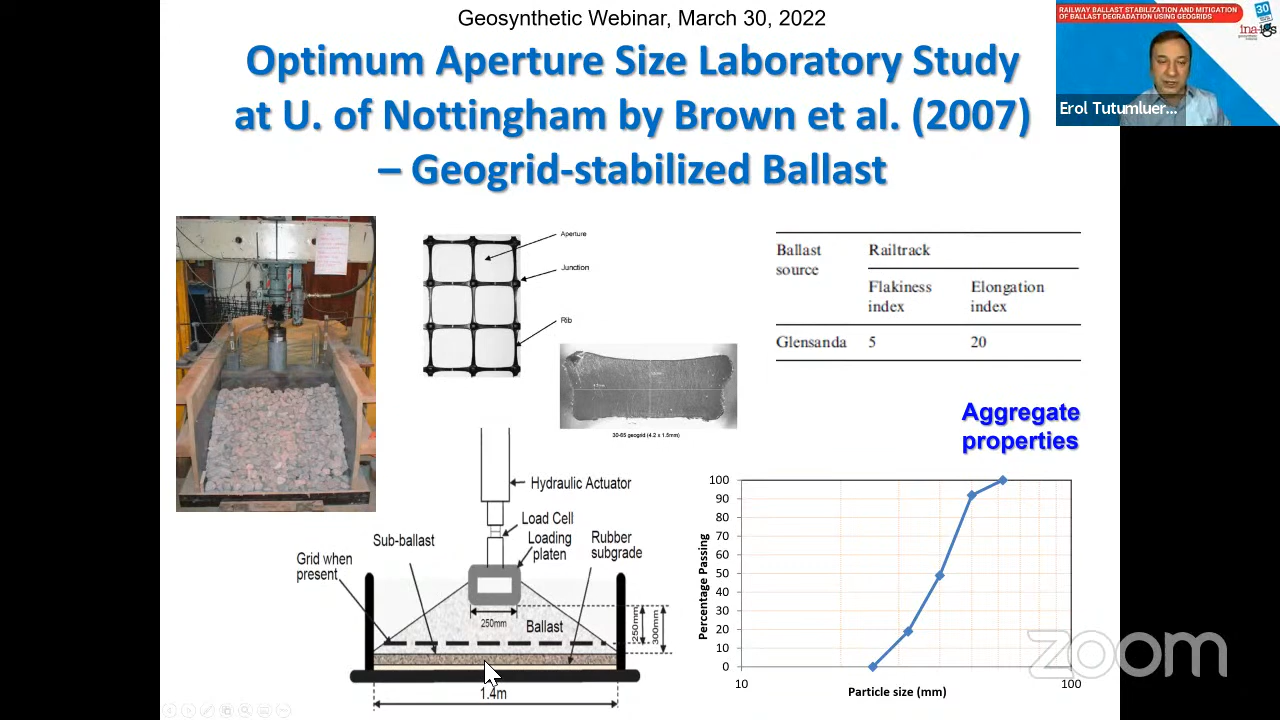 Geosynthetic Webinar, March 30, 2022
Optimum Aperture Size Laboratory Study
at U. of Nottingham by Brown et al. (2007)
– Geogrid-stabilized Ballast
RAILWAY BALLAST STABILIZATION AND MITIGATION
OF BALLAST DEGRADATION USING GEOGRIDS
30
ina-igs
Erol Tutumluer...
Aperture
Junction
Rib
30-65 geogrid (4.2 x 1.5mm)
Ballast
source
Railtrack
Flakiness
index
Elongation
index
Glensanda 5 20
Aggregate
properties
Hydraulic Actuator
Load Cell
Loading
platen
Rubber
subgrade
Sub-ballast
Grid when
present
250mm
Ballast
250mm
300mm
1.4m
Percentage Passing
100
90
80
70
60
50
40
30
20
10
0
10
100
Particle size (mm)
zoom